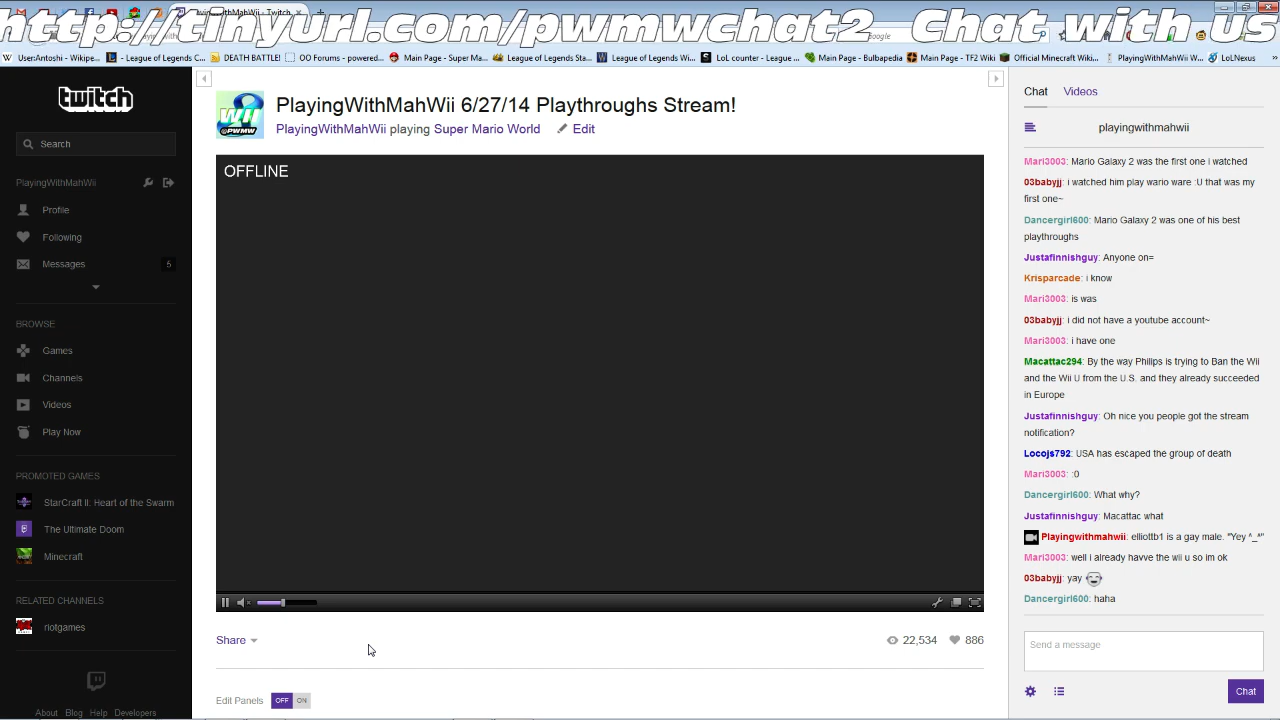 http://tinyurl.com/pwmwchat2 Chat with us
UserAntoshi - Wikipe...
- League of Legends C...
DEATH BATTLE!
OO Forums - powered...
Main Page - Super Ma...
League of Legends Sta...
League of Legends Wi...
LoL counter - League ...
Main Page - Bulbapedia
Main Page - TF2 Wiki
Official Minecraft Wiki...
PlayingWithMahWii W...
LoLNexus
twitch
Search
PlayingWithMahWii
Profile
Following
Messages
5
BROWSE
Games
Channels
Videos
Play Now
PROMOTED GAMES
StarCraft II: Heart of the Swarm
The Ultimate Doom
Minecraft
RELATED CHANNELS
riotgames
About Blog Help Developers
wii
@PWMW
PlayingWithMahWii 6/27/14 Playthroughs Stream!
PlayingWithMahWii playing Super Mario World Edit
OFFLINE
Share
22,534 886
Edit Panels OFF ON
Chat Videos
playingwithmahwii
Mari3003: Mario Galaxy 2 was the first one i watched
03babyjj: i watched him play wario ware :U that was my
first one~
Dancergirl600: Mario Galaxy 2 was one of his best
playthroughs
Justafinnishguy: Anyone on=
Krisparcade: i know
Mari3003: is was
03babyjj: i did not have a youtube account~
Mari3003: i have one
Macattac294: By the way Philips is trying to Ban the Wii
and the Wii U from the U.S. and they already succeeded
in Europe
Justafinnishguy: Oh nice you people got the stream
notification?
Locojs792: USA has escaped the group of death
Mari3003: :0
Dancergirl600: What why?
Justafinnishguy: Macattac what
Playingwithmahwii: elliottb1 is a gay male. "Yey ^_^"
Mari3003: well i already havve the wii u so im ok
03babyjj: yay
Dancergirl600: haha
Send a message
Chat